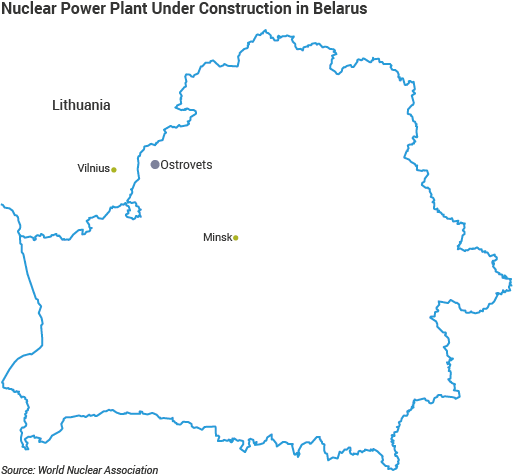 Nuclear Power Plant Under Construction in Belarus
Lithuania
Vilnius
Ostrovets
Minsk
Source: World Nuclear Association